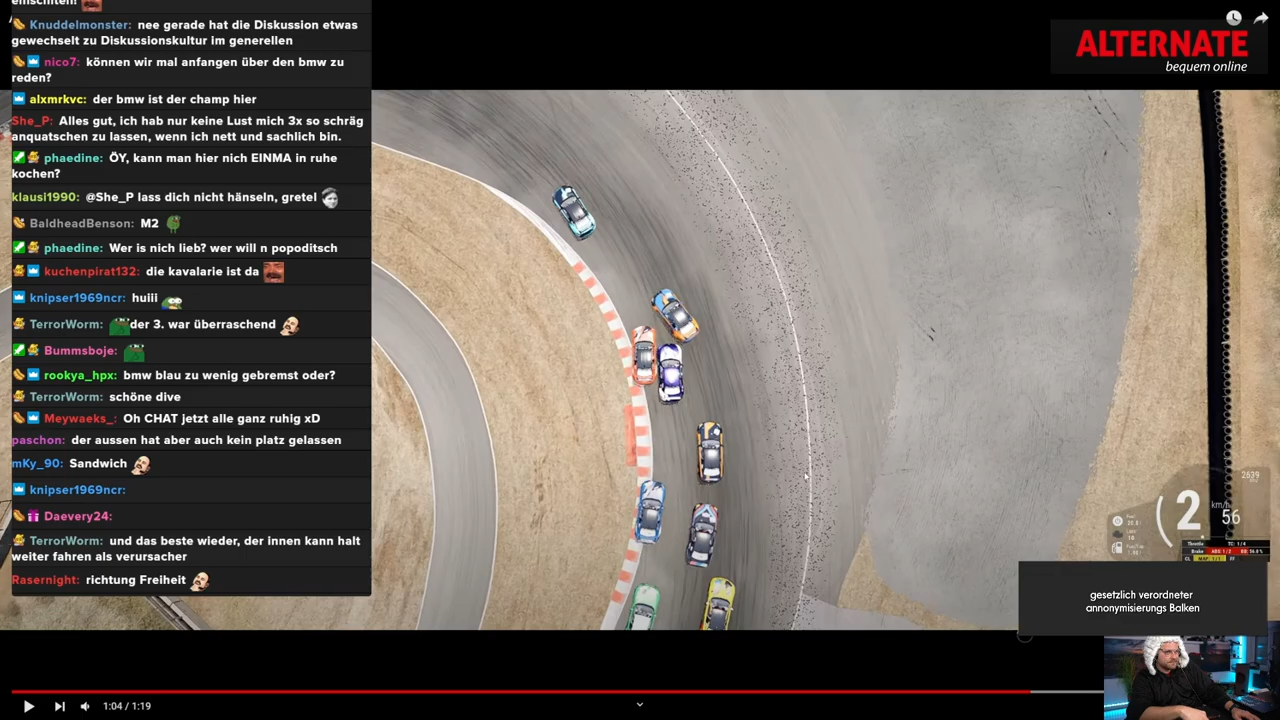 Knuddelmonster: nee gerade hat die Diskussion etwas
gewechselt zu Diskussionskultur im generellen
nico7: können wir mal anfangen über den bmw zu
reden?
alxmrkvc: der bmw ist der champ hier
She_P: Alles gut, ich hab nur keine Lust mich 3x so schräg
anquatschen zu lassen, wenn ich nett und sachlich bin.
phaedine: ÖY, kann man hier nich EINMA in ruhe
kochen?
klausi1990: @She_P lass dich nicht hänseln, gretel
BaldheadBenson: M2
phaedine: Wer is nich lieb? wer will n popoditsch
kuchenpirat132: die kavalarie ist da
knipser1969ncr: huiii
TerrorWorm: der 3. war überraschend
Bummsboje:
rookya_hpx: bmw blau zu wenig gebremst oder?
TerrorWorm: schöne dive
Meywaeks_: Oh CHAT jetzt alle ganz ruhig xD
paschon: der aussen hat aber auch kein platz gelassen
mKy_90: Sandwich
knipser1969ncr:
Daevery24:
TerrorWorm: und das beste wieder, der innen kann halt
weiter fahren als verursacher
Rasernight: richtung Freiheit
ALTERNATE
bequem online
2639
2
km/h
56
gesetzlich verordneter
annonymisierungs Balken
1:04 / 1:19